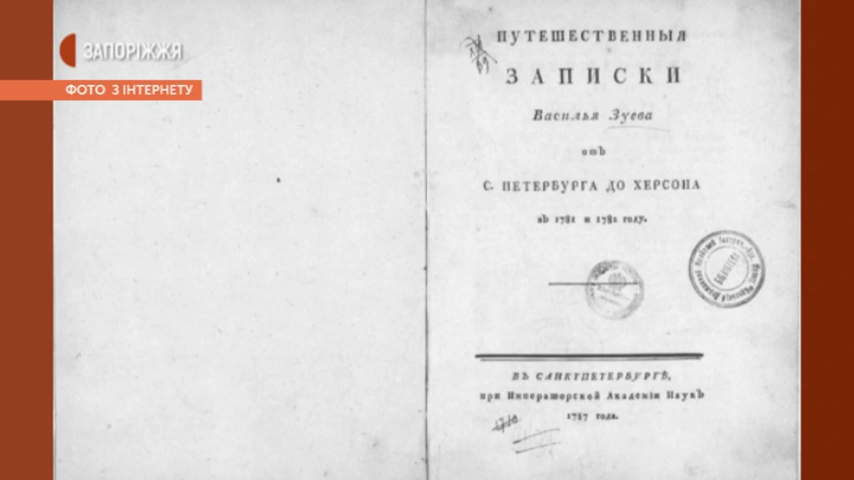 ЗАПОРІЖЖЯ
ФОТО З ІНТЕРНЕТУ
ПУТЕШЕСТВЕННЫЯ
ЗАПИСКИ
Василья Зуева
отъ
С. ПЕТЕРБУРГА ДО ХЕРСОНА
въ 1781 и 1782 году.
ВЪ САНКТПЕТЕРБУРГѢ,
при Императорской Академіи Наукъ
1787 года.